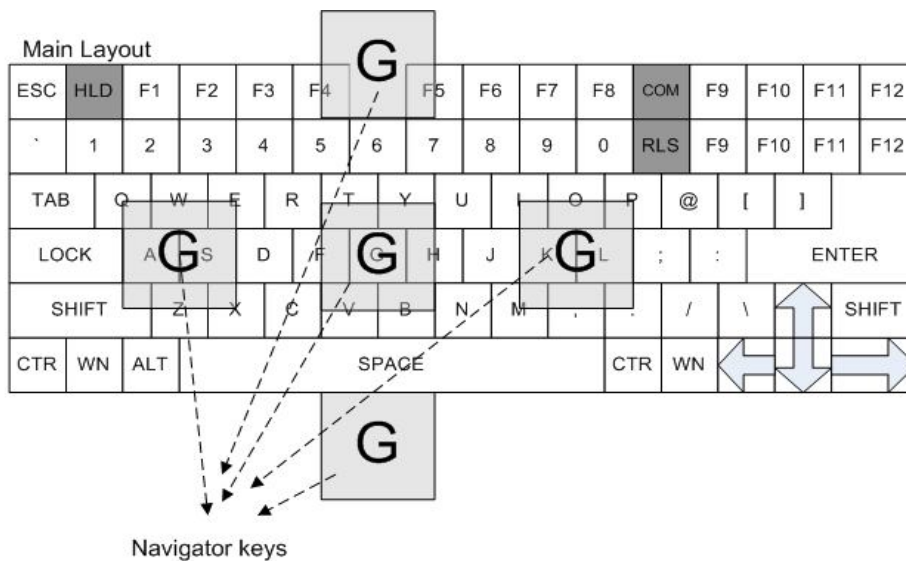 G
Main Layout
ESC HLD F1 F2 F3 F4 F5 F6 F7 F8 COM F9 F10 F11 F12
` 1 2 3 4 5 6 7 8 9 0 RLS F9 F10 F11 F12
TAB Q W E R T Y U I O P @ [ ]
LOCK A S D F G H J K L ; : ENTER
G G G
SHIFT Z X C V B N M , . / \ SHIFT
CTR WN ALT SPACE CTR WN
G
Navigator keys